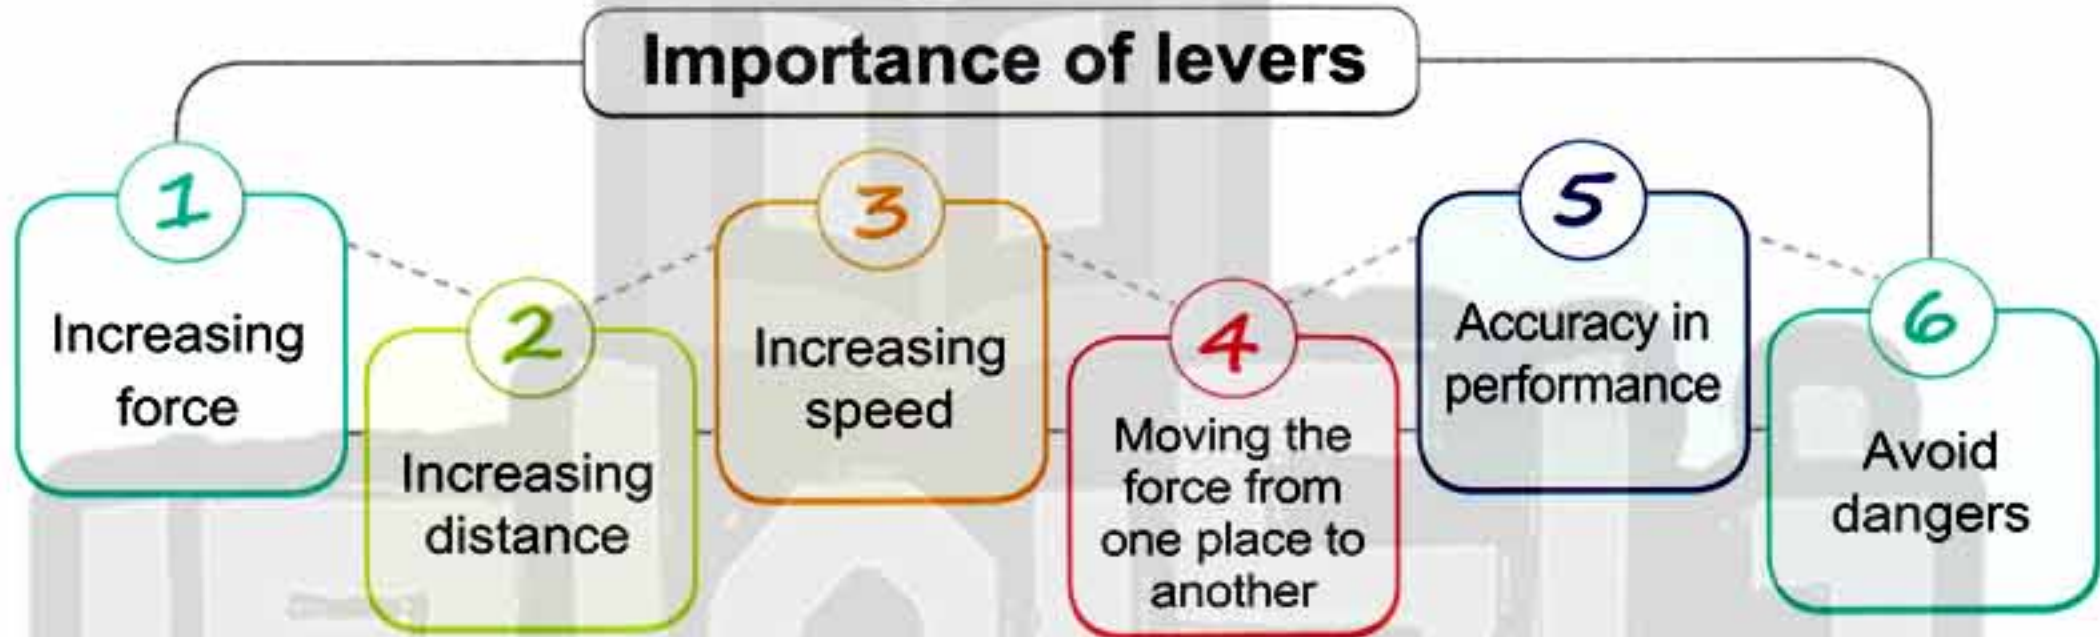 Importance of levers
1
Increasing
force
2
Increasing
distance
3
Increasing
speed
4
Moving the
force from
one place to
another
5
Accuracy in
performance
6
Avoid
dangers